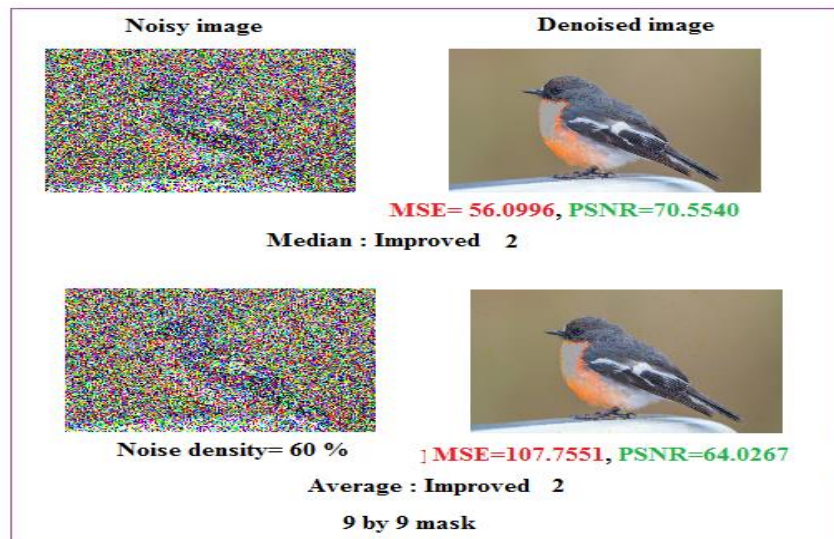 Noisy image Denoised image
MSE= 56.0996, PSNR=70.5540
Median : Improved 2
Noise density= 60 % ] MSE=107.7551, PSNR=64.0267
Average : Improved 2
9 by 9 mask